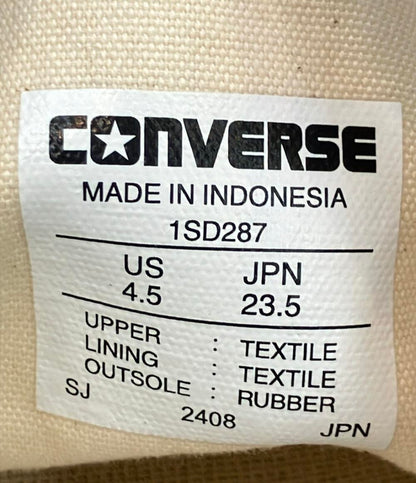 CONVERSE
MADE IN INDONESIA
1SD287
US JPN
4.5 23.5
UPPER : TEXTILE
LINING : TEXTILE
OUTSOLE : RUBBER
SJ 2408 JPN